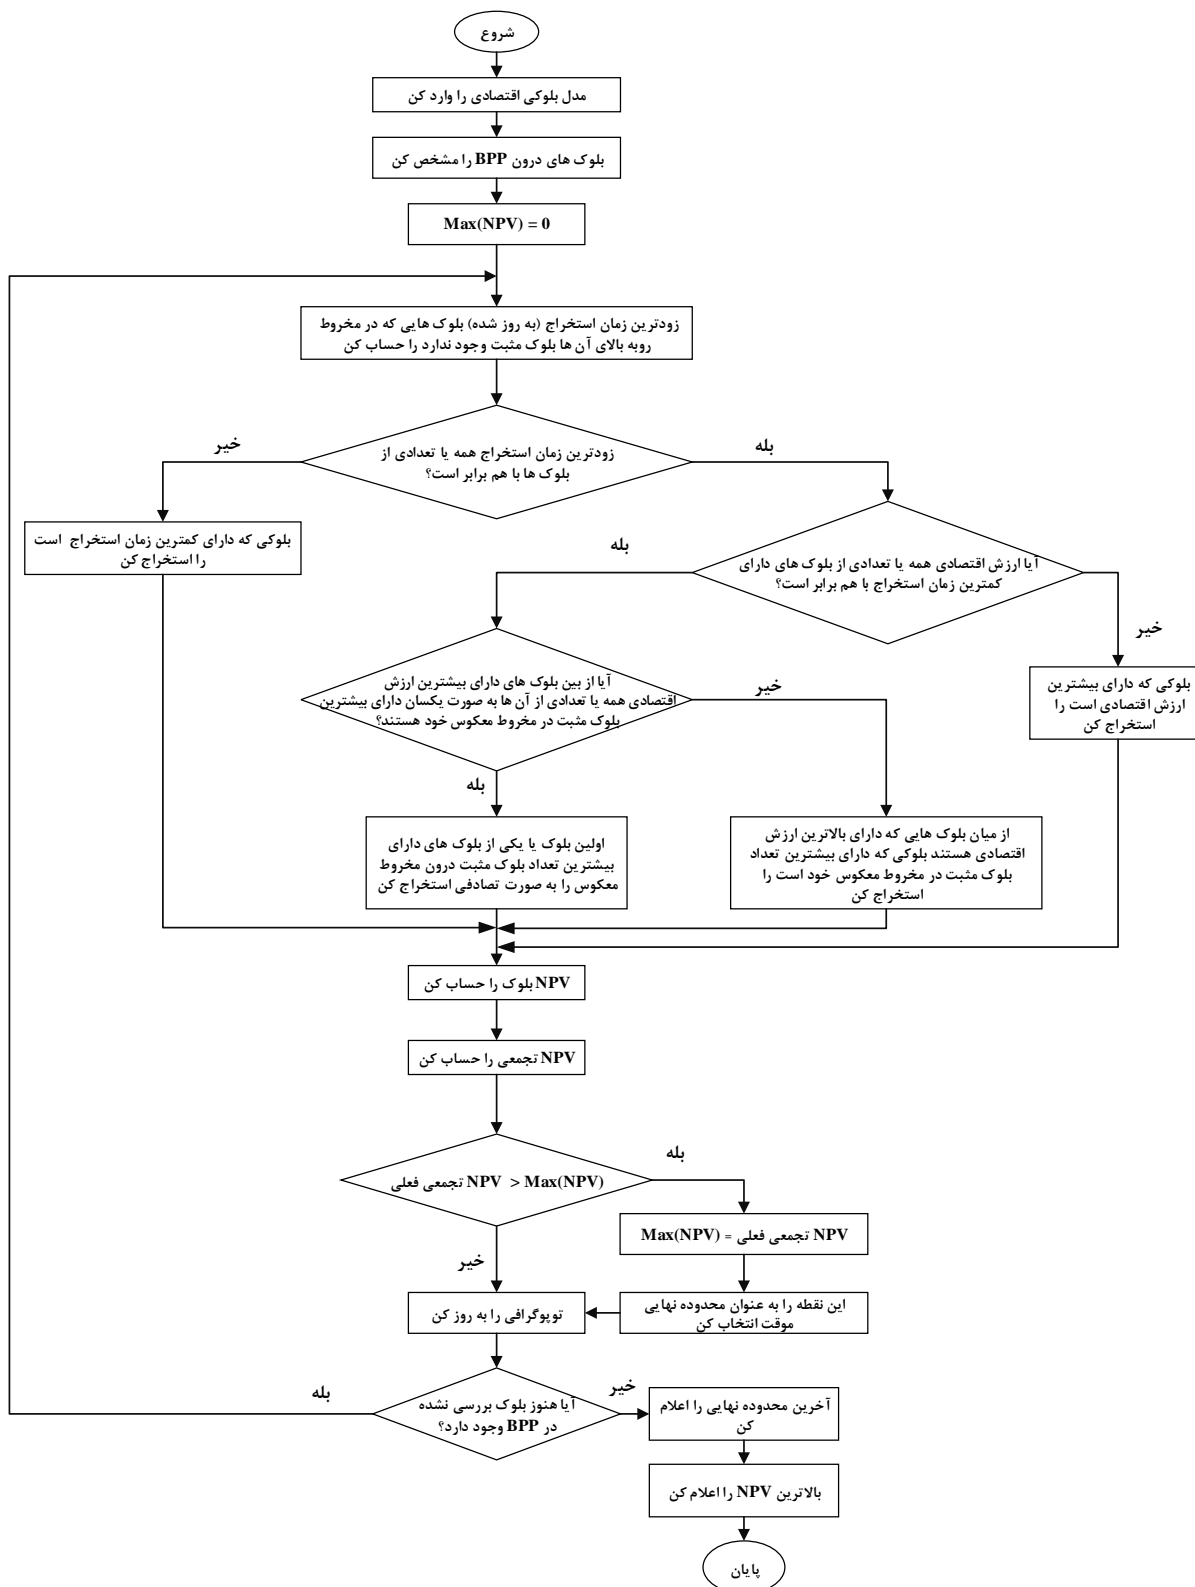 شروع
مدل بلوکی اقتصادی را وارد کن
بلوک های درون BPP را مشخص کن
Max(NPV) = 0
زودترین زمان استخراج (به روز شده) بلوک هایی که در مخروط
روبه بالای آن ها بلوک مثبت وجود ندارد را حساب کن
زودترین زمان استخراج همه یا تعدادی از
بلوک ها با هم برابر است؟
خیر
بله
بلوکی که دارای کمترین زمان استخراج است
را استخراج کن
آیا ارزش اقتصادی همه یا تعدادی از بلوک های دارای
کمترین زمان استخراج با هم برابر است؟
بله
خیر
آیا از بین بلوک های دارای بیشترین ارزش
اقتصادی همه یا تعدادی از آن ها به صورت یکسان دارای بیشترین
بلوک مثبت در مخروط معکوس خود هستند؟
خیر
بله
بلوکی که دارای بیشترین
ارزش اقتصادی است را
استخراج کن
از میان بلوک هایی که دارای بالاترین ارزش
اقتصادی هستند بلوکی که دارای بیشترین تعداد
بلوک مثبت در مخروط معکوس خود است را
استخراج کن
اولین بلوک یا یکی از بلوک های دارای
بیشترین تعداد بلوک مثبت درون مخروط
معکوس را به صورت تصادفی استخراج کن
NPV بلوک را حساب کن
NPV تجمعی را حساب کن
NPV تجمعی فعلی > Max(NPV)
بله
خیر
Max(NPV) = NPV تجمعی فعلی
این نقطه را به عنوان محدوده نهایی
موقت انتخاب کن
توپوگرافی را به روز کن
آیا هنوز بلوک بررسی نشده
در BPP وجود دارد؟
بله
خیر
آخرین محدوده نهایی را اعلام
کن
بالاترین NPV را اعلام کن
پایان